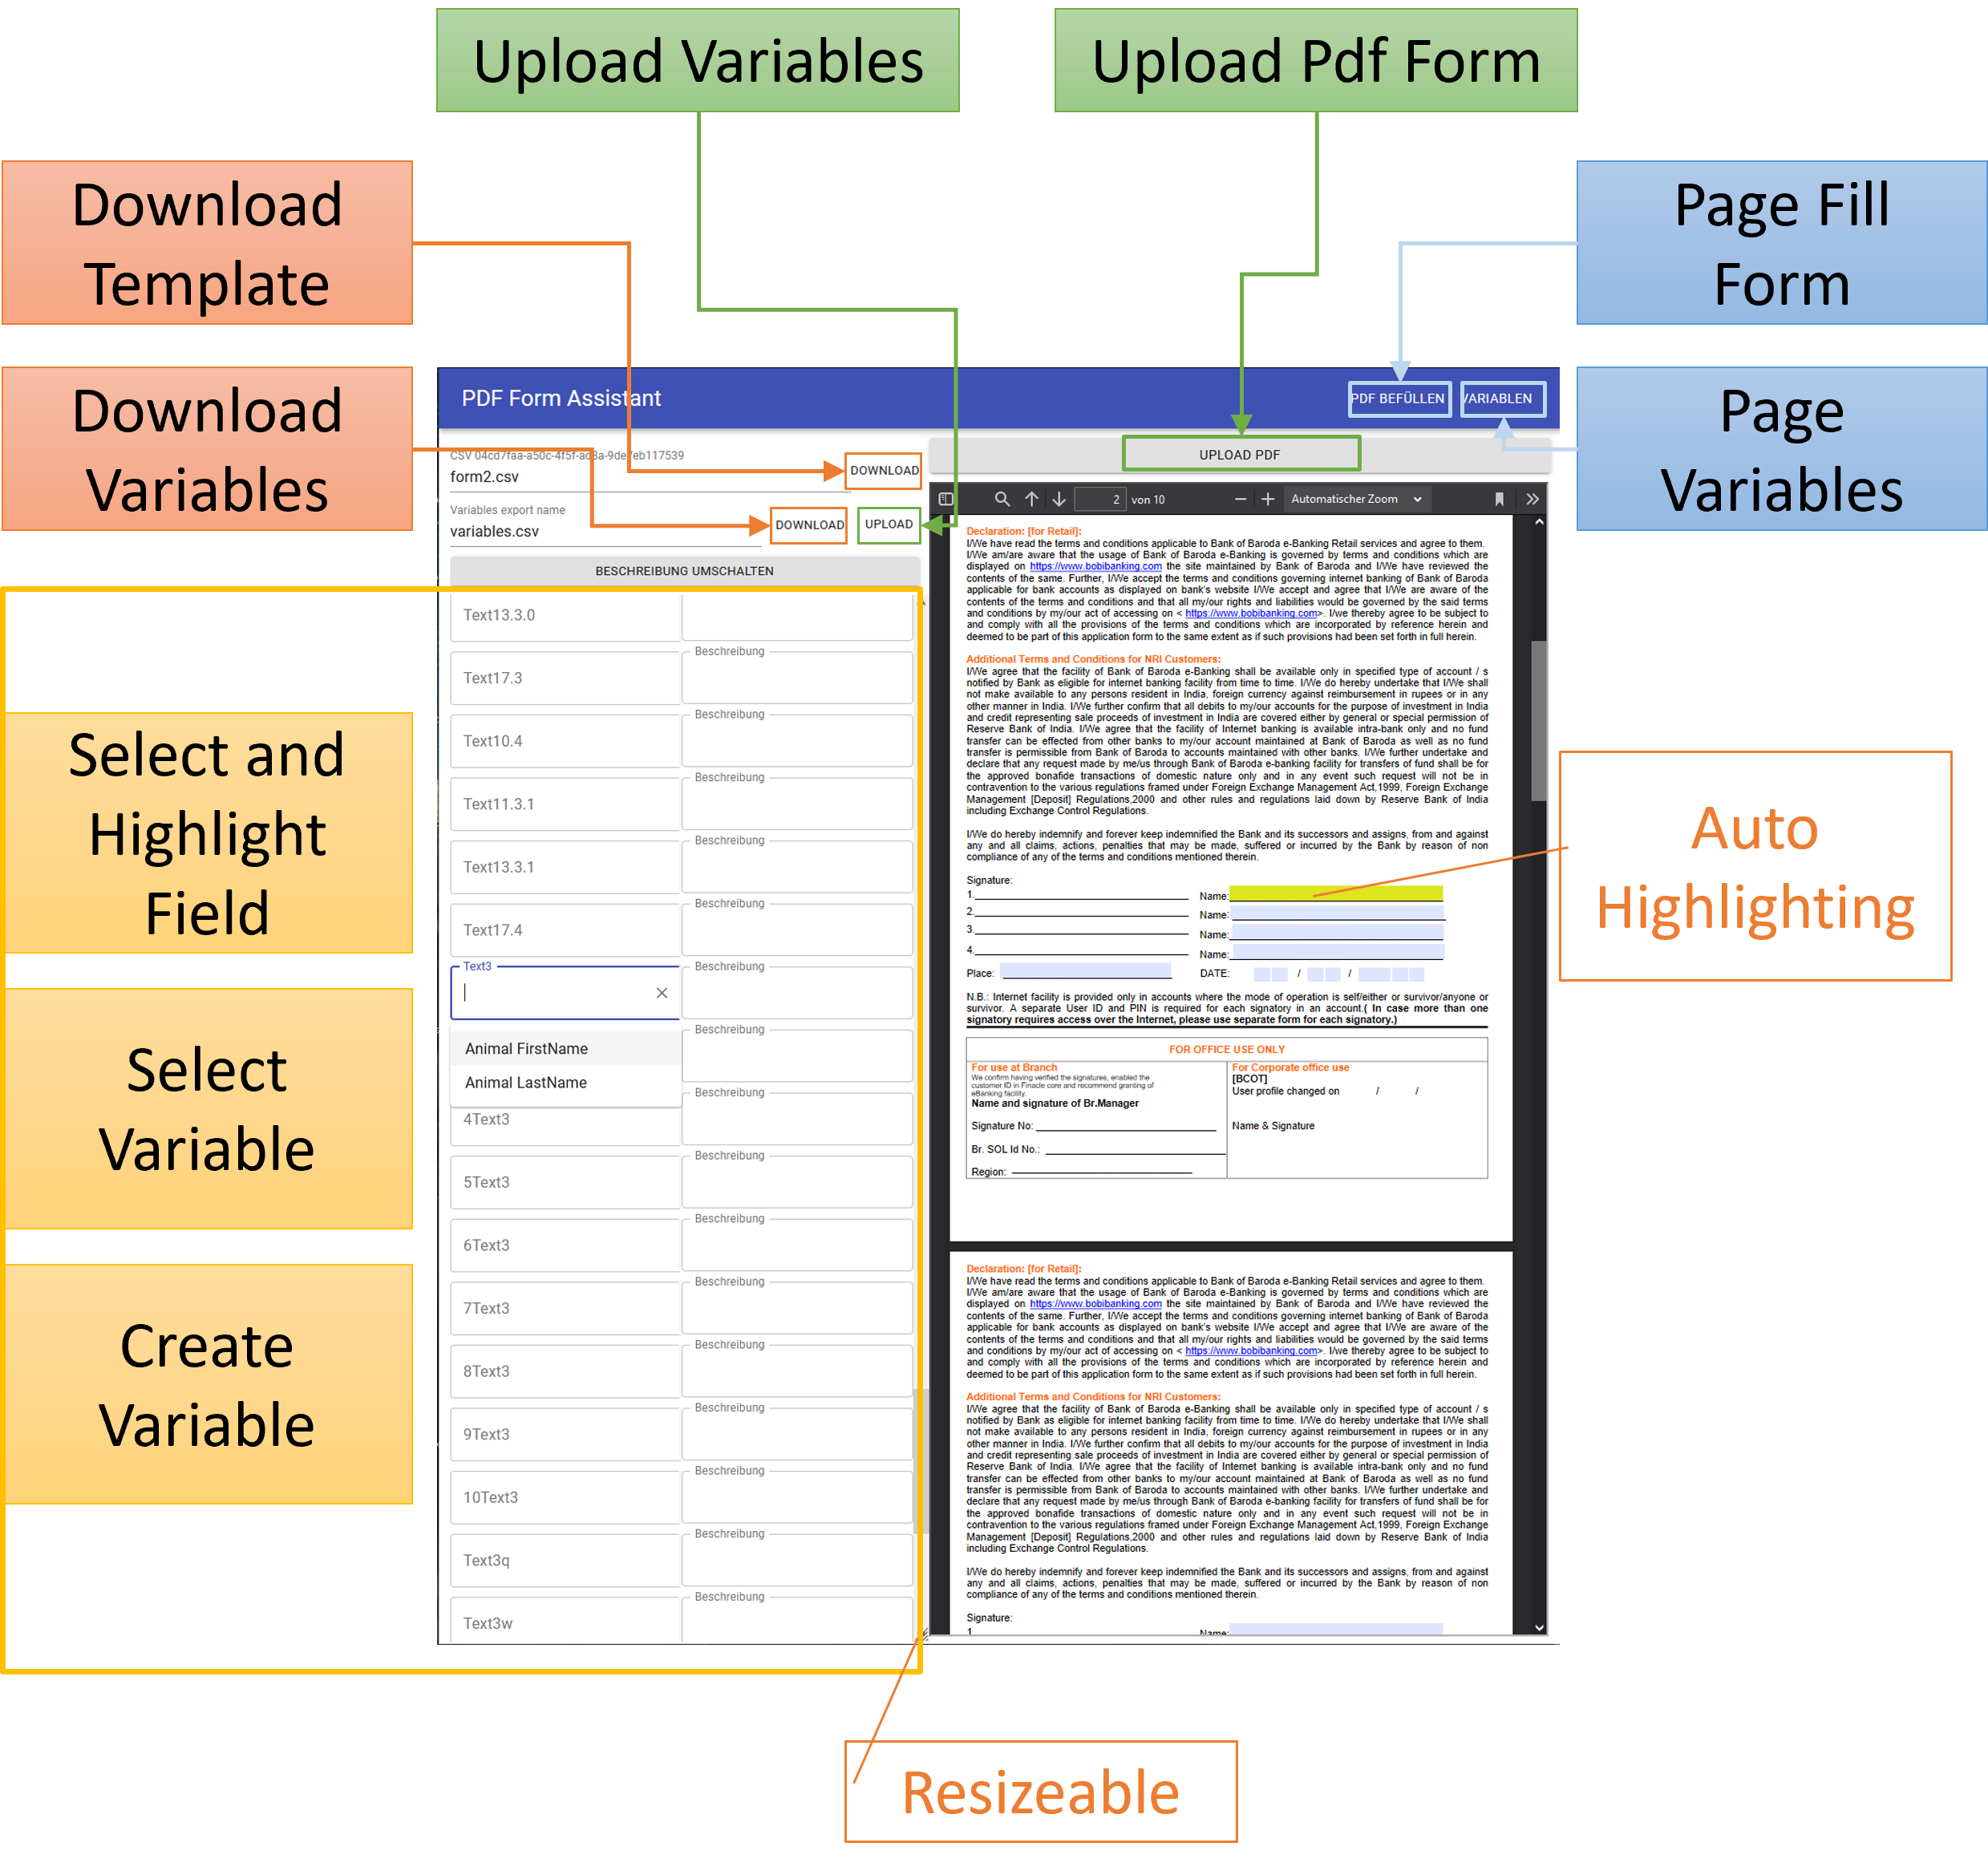 Upload Variables
Upload Pdf Form
Download
Template
Page Fill
Form
Download
Variables
Page
Variables
PDF Form Assistant
PDF BEFÜLLEN
VARIABLEN
form2.csv
DOWNLOAD
Variables export name
variables.csv
DOWNLOAD
UPLOAD
BESCHREIBUNG UMSCHALTEN
Select and
Highlight
Field
Select
Variable
Create
Variable
Text13.3.0
Beschreibung
Text17.3
Beschreibung
Text10.4
Beschreibung
Text11.3.1
Beschreibung
Text13.3.1
Beschreibung
Text17.4
Beschreibung
Text3
Beschreibung
Animal FirstName
Animal LastName
Beschreibung
4Text3
Beschreibung
5Text3
Beschreibung
6Text3
Beschreibung
7Text3
Beschreibung
8Text3
Beschreibung
9Text3
Beschreibung
10Text3
Beschreibung
Text3q
Beschreibung
Text3w
UPLOAD PDF
2 von 10
Automatischer Zoom
Declaration: [for Retail]:
I/We have read the terms and conditions applicable to Bank of Baroda e-Banking Retail services and agree to them.
I/We am/are aware that the usage of Bank of Baroda e-Banking is governed by terms and conditions which are
displayed on https://www.bobibanking.com the site maintained by Bank of Baroda and I/We have reviewed the
contents of the same. Further, I/We accept the terms and conditions governing internet banking of Bank of Baroda
applicable for bank accounts as displayed on bank's website I/We accept and agree that I/We are aware of the
contents of the terms and conditions and that all my/our rights and liabilities would be governed by the said terms
and conditions by my/our act of accessing on < https://www.bobibanking.com>. I/we thereby agree to be subject to
and comply with all the provisions of the terms and conditions which are incorporated by reference herein and
deemed to be part of this application form to the same extent as if such provisions had been set forth in full herein.
Additional Terms and Conditions for NRI Customers:
I/We agree that the facility of Bank of Baroda e-Banking shall be available only in specified type of account / s
notified by Bank as eligible for internet banking facility from time to time. I/We do hereby undertake that I/We shall
not make available to any persons resident in India, foreign currency against reimbursement in rupees or in any
other manner in India. I/We further confirm that all debits to my/our accounts for the purpose of investment in India
and credit representing sale proceeds of investment in India are covered either by general or special permission of
Reserve Bank of India. I/We agree that the facility of Internet banking is available intra-bank only and no fund
transfer can be effected from other banks to my/our account maintained at Bank of Baroda as well as no fund
transfer is permissible from Bank of Baroda to accounts maintained with other banks. I/We further undertake and
declare that any request made by me/us through Bank of Baroda e-banking facility for transfers of fund shall be for
the approved bonafide transactions of domestic nature only and in any event such request will not be in
contravention to the various regulations framed under Foreign Exchange Management Act,1999, Foreign Exchange
Management [Deposit] Regulations,2000 and other rules and regulations laid down by Reserve Bank of India
including Exchange Control Regulations.
I/We do hereby indemnify and forever keep indemnified the Bank and its successors and assigns, from and against
any and all claims, actions, penalties that may be made, suffered or incurred by the Bank by reason of non
compliance of any of the terms and conditions mentioned therein.
Signature:
1. Name:
2. Name:
3. Name:
4. Name:
Place: DATE: / /
N.B.: Internet facility is provided only in accounts where the mode of operation is self/either or survivor/anyone or
survivor. A separate User ID and PIN is required for each signatory in an account.( In case more than one
signatory requires access over the Internet, please use separate form for each signatory.)
FOR OFFICE USE ONLY
For use at Branch
We confirm having verified the signatures, enabled the
customer ID in Finacle core and recommend granting of
eBanking facility.
Name and signature of Br.Manager
Signature No:
Br. SOL Id No.:
Region:
For Corporate office use
[BCOT]
User profile changed on / /
Name & Signature
Declaration: [for Retail]:
I/We have read the terms and conditions applicable to Bank of Baroda e-Banking Retail services and agree to them.
I/We am/are aware that the usage of Bank of Baroda e-Banking is governed by terms and conditions which are
displayed on https://www.bobibanking.com the site maintained by Bank of Baroda and I/We have reviewed the
contents of the same. Further, I/We accept the terms and conditions governing internet banking of Bank of Baroda
applicable for bank accounts as displayed on bank's website I/We accept and agree that I/We are aware of the
contents of the terms and conditions and that all my/our rights and liabilities would be governed by the said terms
and conditions by my/our act of accessing on < https://www.bobibanking.com>. I/we thereby agree to be subject to
and comply with all the provisions of the terms and conditions which are incorporated by reference herein and
deemed to be part of this application form to the same extent as if such provisions had been set forth in full herein.
Additional Terms and Conditions for NRI Customers:
I/We agree that the facility of Bank of Baroda e-Banking shall be available only in specified type of account / s
notified by Bank as eligible for internet banking facility from time to time. I/We do hereby undertake that I/We shall
not make available to any persons resident in India, foreign currency against reimbursement in rupees or in any
other manner in India. I/We further confirm that all debits to my/our accounts for the purpose of investment in India
and credit representing sale proceeds of investment in India are covered either by general or special permission of
Reserve Bank of India. I/We agree that the facility of Internet banking is available intra-bank only and no fund
transfer can be effected from other banks to my/our account maintained at Bank of Baroda as well as no fund
transfer is permissible from Bank of Baroda to accounts maintained with other banks. I/We further undertake and
declare that any request made by me/us through Bank of Baroda e-banking facility for transfers of fund shall be for
the approved bonafide transactions of domestic nature only and in any event such request will not be in
contravention to the various regulations framed under Foreign Exchange Management Act,1999, Foreign Exchange
Management [Deposit] Regulations,2000 and other rules and regulations laid down by Reserve Bank of India
including Exchange Control Regulations.
I/We do hereby indemnify and forever keep indemnified the Bank and its successors and assigns, from and against
any and all claims, actions, penalties that may be made, suffered or incurred by the Bank by reason of non
compliance of any of the terms and conditions mentioned therein.
Signature:
1 Name:
Auto
Highlighting
Resizeable